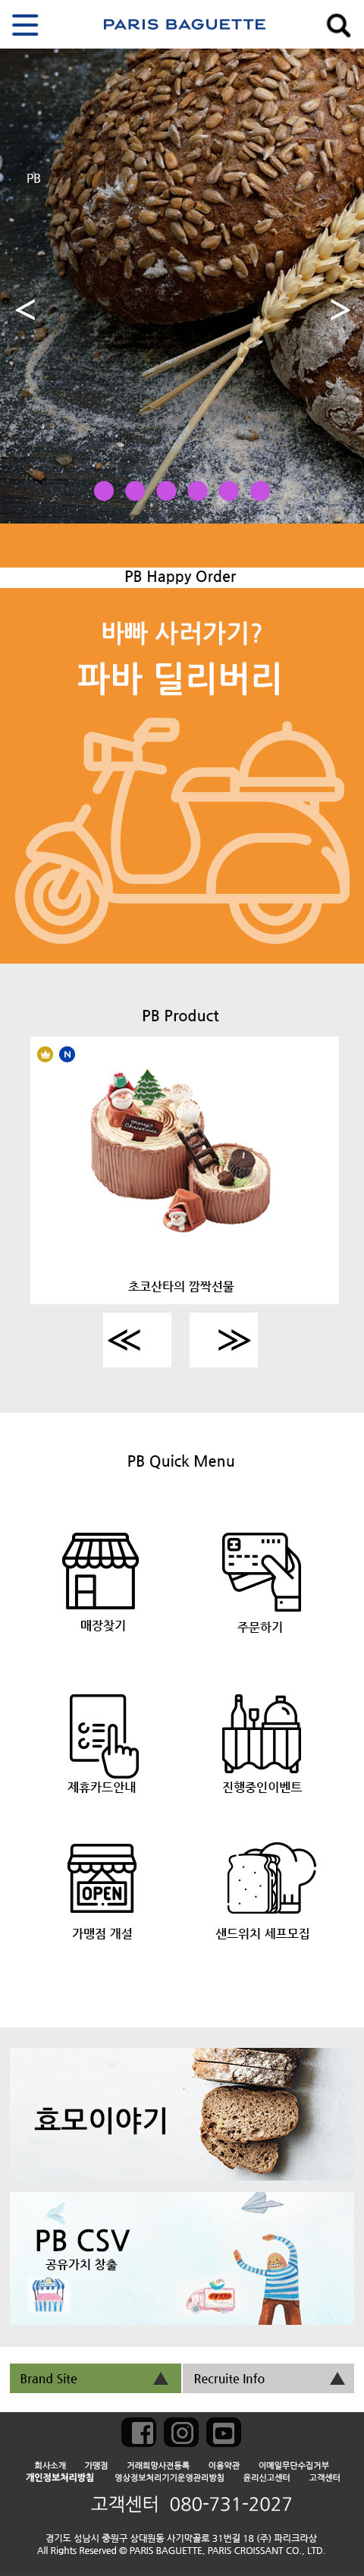 PARIS BAGUETTE
PB
< >
PB Happy Order
바빠 사러가기?
파바 딜리버리
PB Product
N
Merry Christmas
초코산타의 깜짝선물
≪ ≫
PB Quick Menu
매장찾기 주문하기
제휴카드안내 진행중인이벤트
OPEN
가맹점 개설 샌드위치 셰프모집
효모이야기
PB CSV
공유가치 창출
Brand Site ▲ Recruite Info ▲
회사소개 가맹점 거래희망사전등록 이용약관 이메일무단수집거부
개인정보처리방침 영상정보처리기기운영관리방침 윤리신고센터 고객센터
고객센터 080-731-2027
경기도 성남시 중원구 상대원동 사기막골로 31번길 18 (주) 파리크라상
All Rights Reserved © PARIS BAGUETTE, PARIS CROISSANT CO., LTD.